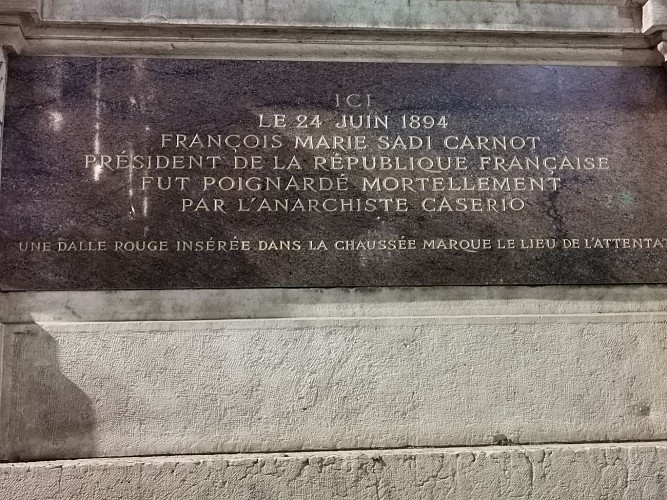 ICI
LE 24 JUIN 1894
FRANÇOIS MARIE SADI CARNOT
PRÉSIDENT DE LA RÉPUBLIQUE FRANÇAISE
FUT POIGNARDÉ MORTELLEMENT
PAR L'ANARCHISTE CASERIO
UNE DALLE ROUGE INSÉRÉE DANS LA CHAUSSÉE MARQUE LE LIEU DE L'ATTENTAT